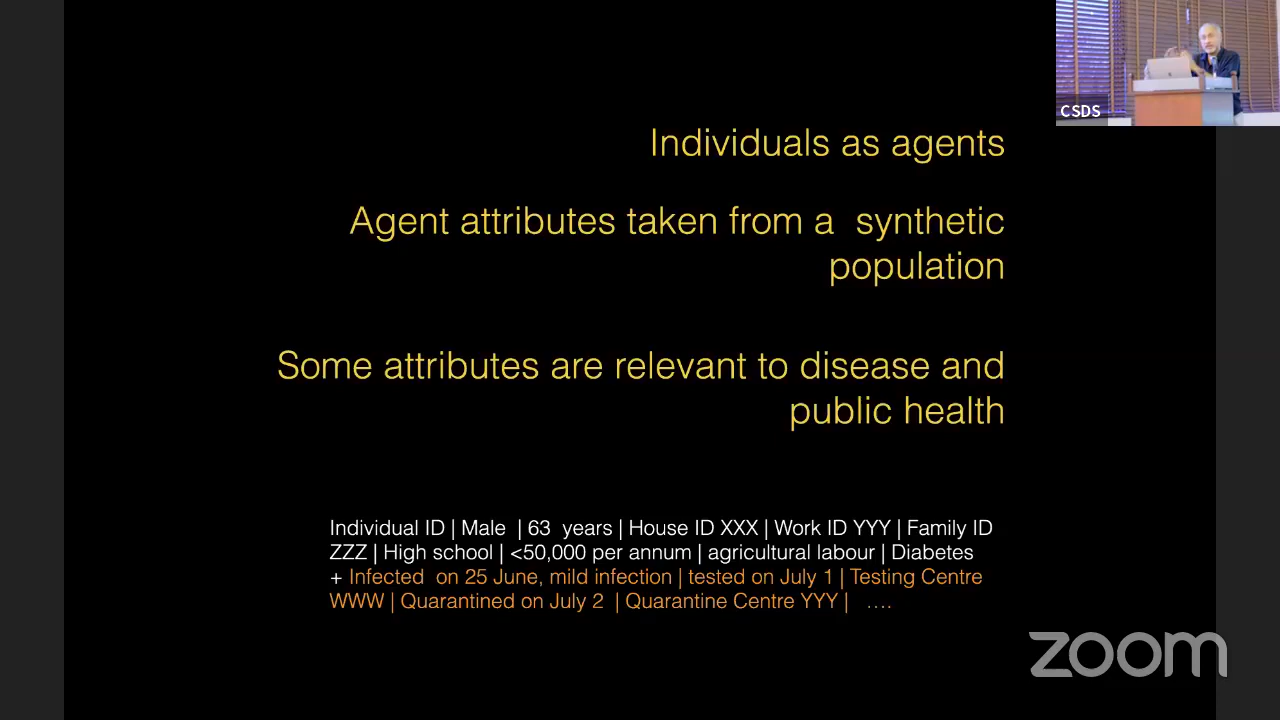 CSDS
Individuals as agents
Agent attributes taken from a synthetic
population
Some attributes are relevant to disease and
public health
Individual ID | Male | 63 years | House ID XXX | Work ID YYY | Family ID
ZZZ | High school | <50,000 per annum | agricultural labour | Diabetes
+ Infected on 25 June, mild infection | tested on July 1 | Testing Centre
WWW | Quarantined on July 2 | Quarantine Centre YYY | ....
zoom